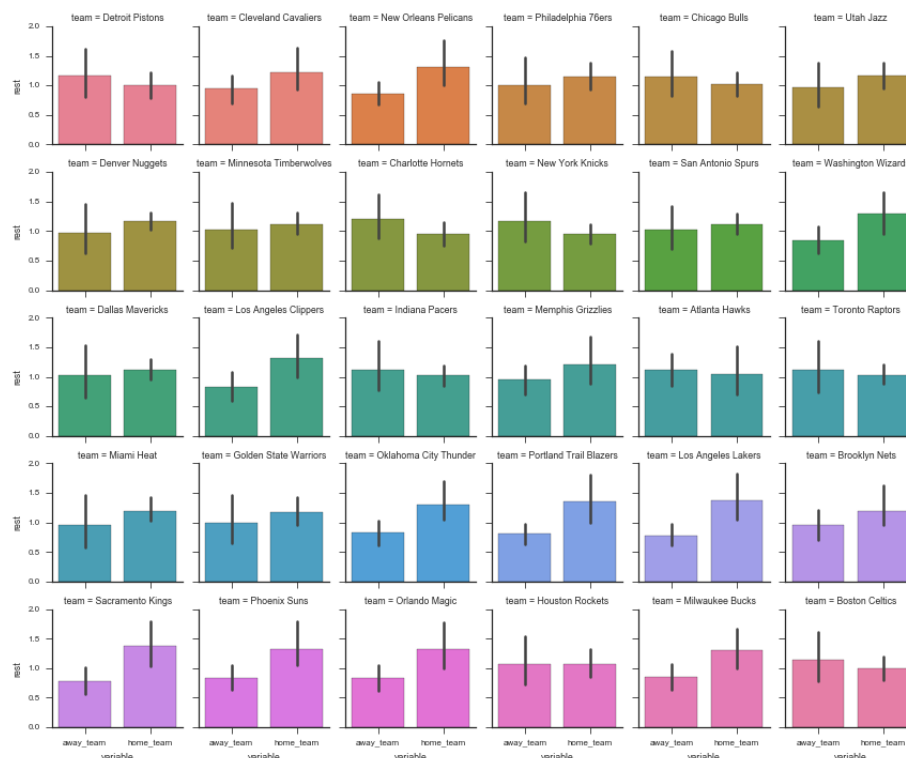 team = Detroit Pistons
team = Cleveland Cavaliers
team = New Orleans Pelicans
team = Philadelphia 76ers
team = Chicago Bulls
team = Utah Jazz
2.0
1.5
1.0
0.5
0.0
rest
team = Denver Nuggets
team = Minnesota Timberwolves
team = Charlotte Hornets
team = New York Knicks
team = San Antonio Spurs
team = Washington Wizard
2.0
1.5
1.0
0.5
0.0
rest
team = Dallas Mavericks
team = Los Angeles Clippers
team = Indiana Pacers
team = Memphis Grizzlies
team = Atlanta Hawks
team = Toronto Raptors
2.0
1.5
1.0
0.5
0.0
rest
team = Miami Heat
team = Golden State Warriors
team = Oklahoma City Thunder
team = Portland Trail Blazers
team = Los Angeles Lakers
team = Brooklyn Nets
2.0
1.5
1.0
0.5
0.0
rest
team = Sacramento Kings
team = Phoenix Suns
team = Orlando Magic
team = Houston Rockets
team = Milwaukee Bucks
team = Boston Celtics
2.0
1.5
1.0
0.5
0.0
rest
away_team home_team
variable
away_team home_team
variable
away_team home_team
variable
away_team home_team
variable
away_team home_team
variable
away_team home_team
variable